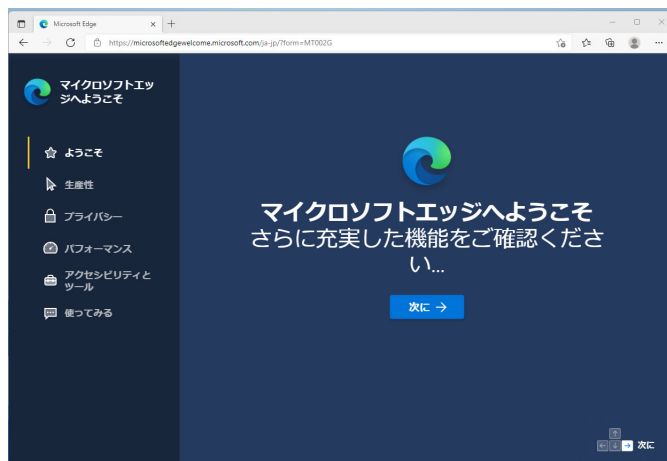 Microsoft Edge
https://microsoftedgewelcome.microsoft.com/ja-jp/?form=MT002G
マイクロソフトエッ
ジへようこそ
ようこそ
生産性
プライバシー
パフォーマンス
アクセシビリティと
ツール
使ってみる
マイクロソフトエッジへようこそ
さらに充実した機能をご確認くださ
い...
次に →
次に